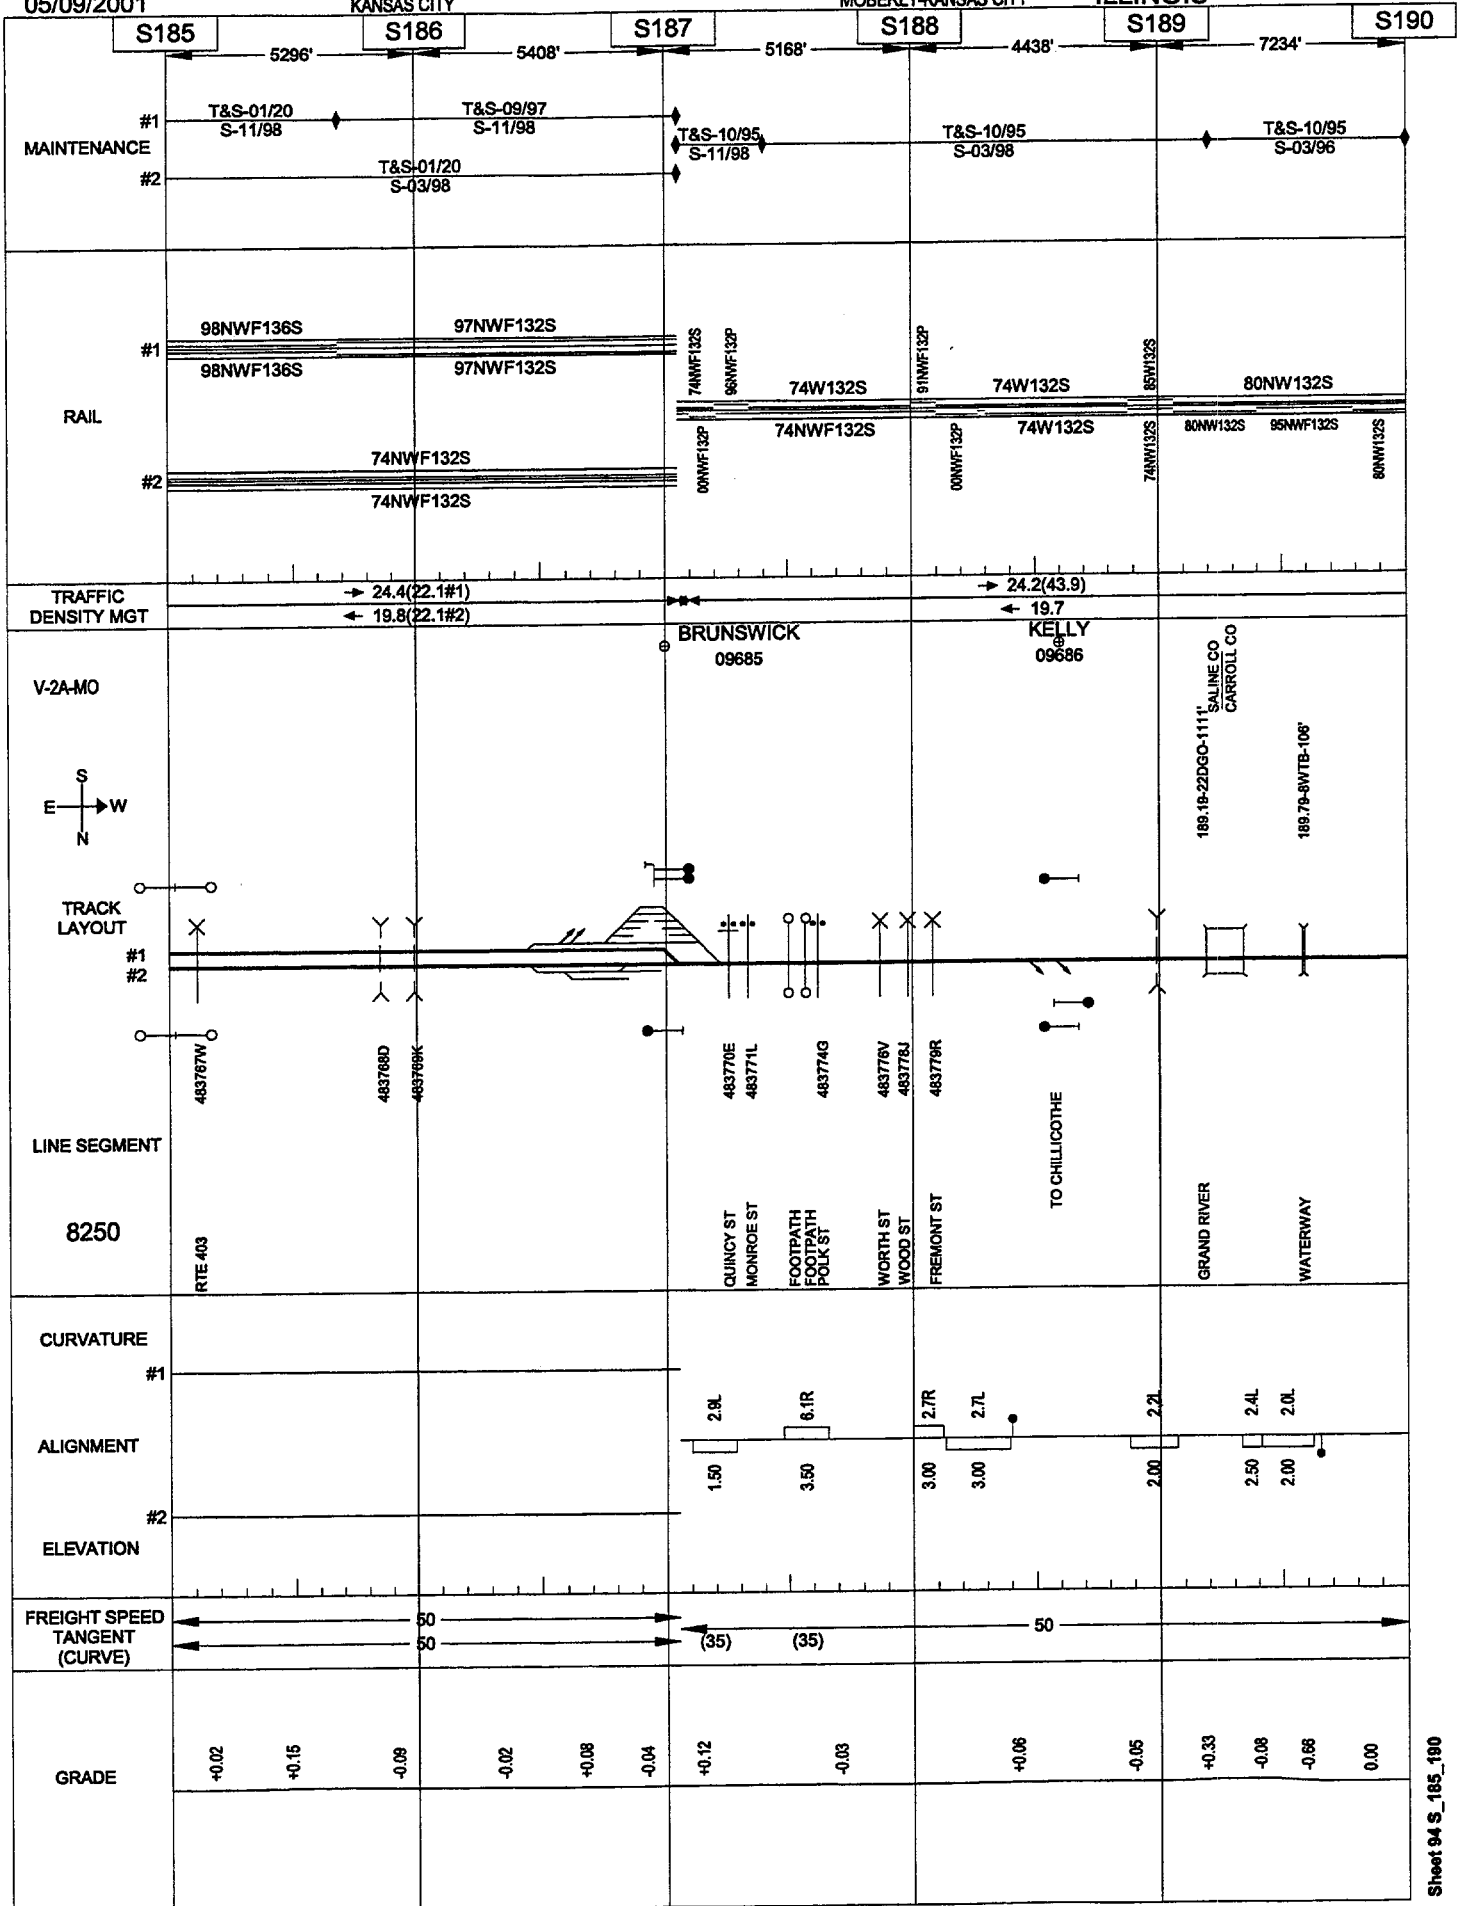 05/09/2001
KANSAS CITY
MOBERLY-KANSAS CITY
ILLINOIS
S185
S186
S187
S188
S189
S190
5296'
5408'
5168'
4438'
7234'
MAINTENANCE
#1
T&S-01/20
S-11/98
T&S-09/97
S-11/98
T&S-10/95
S-11/98
T&S-10/95
S-03/98
T&S-10/95
S-03/96
#2
T&S-01/20
S-03/98
RAIL
#1
98NWF136S
97NWF132S
98NWF136S
97NWF132S
74NWF132S
96NWF132P
74W132S
91NWF132P
74W132S
85W132S
80NW132S
00NWF132P
74NWF132S
00NWF132P
74W132S
74NW132S
80NW132S
95NWF132S
80NW132S
#2
74NWF132S
74NWF132S
TRAFFIC
DENSITY MGT
24.4(22.1#1)
19.8(22.1#2)
24.2(43.9)
19.7
V-2A-MO
BRUNSWICK
09685
KELLY
09686
189.19-22DGO-1111'
SALINE CO
CARROLL CO
189.79-8WTB-106'
S
E
W
N
TRACK
LAYOUT
#1
#2
483767W
483768D
483769K
483770E
483771L
483774G
483776V
483778J
483779R
LINE SEGMENT
8250
RTE 403
QUINCY ST
MONROE ST
FOOTPATH
FOOTPATH
POLK ST
WORTH ST
WOOD ST
FREMONT ST
TO CHILLICOTHE
GRAND RIVER
WATERWAY
CURVATURE
#1
2.9L
6.1R
2.7R
2.7L
2.2L
2.4L
2.0L
ALIGNMENT
1.50
3.50
3.00
3.00
2.00
2.50
2.00
#2
ELEVATION
FREIGHT SPEED
TANGENT
(CURVE)
50
50
(35)
(35)
50
GRADE
+0.02
+0.15
-0.09
-0.02
+0.08
-0.04
+0.12
-0.03
+0.06
-0.05
+0.33
-0.08
-0.66
0.00
Sheet 94 S_185_190